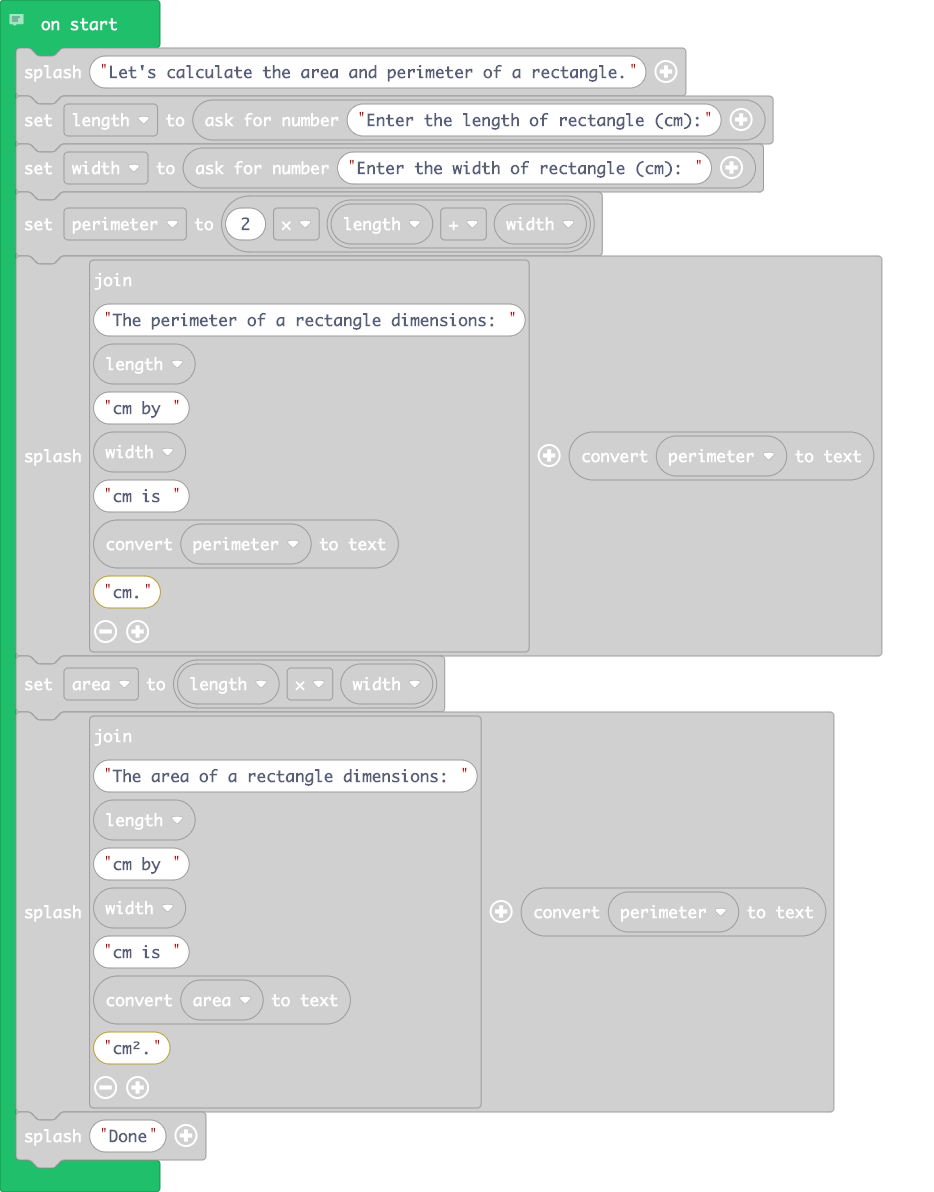 on start
splash "Let's calculate the area and perimeter of a rectangle."
set length to ask for number "Enter the length of rectangle (cm):"
set width to ask for number "Enter the width of rectangle (cm): "
set perimeter to 2 × length + width
join
"The perimeter of a rectangle dimensions: "
length
"cm by "
width
splash convert perimeter to text
"cm is "
convert perimeter to text
"cm."
set area to length × width
join
"The area of a rectangle dimensions: "
length
"cm by "
width
splash convert perimeter to text
"cm is "
convert area to text
"cm²."
splash "Done"